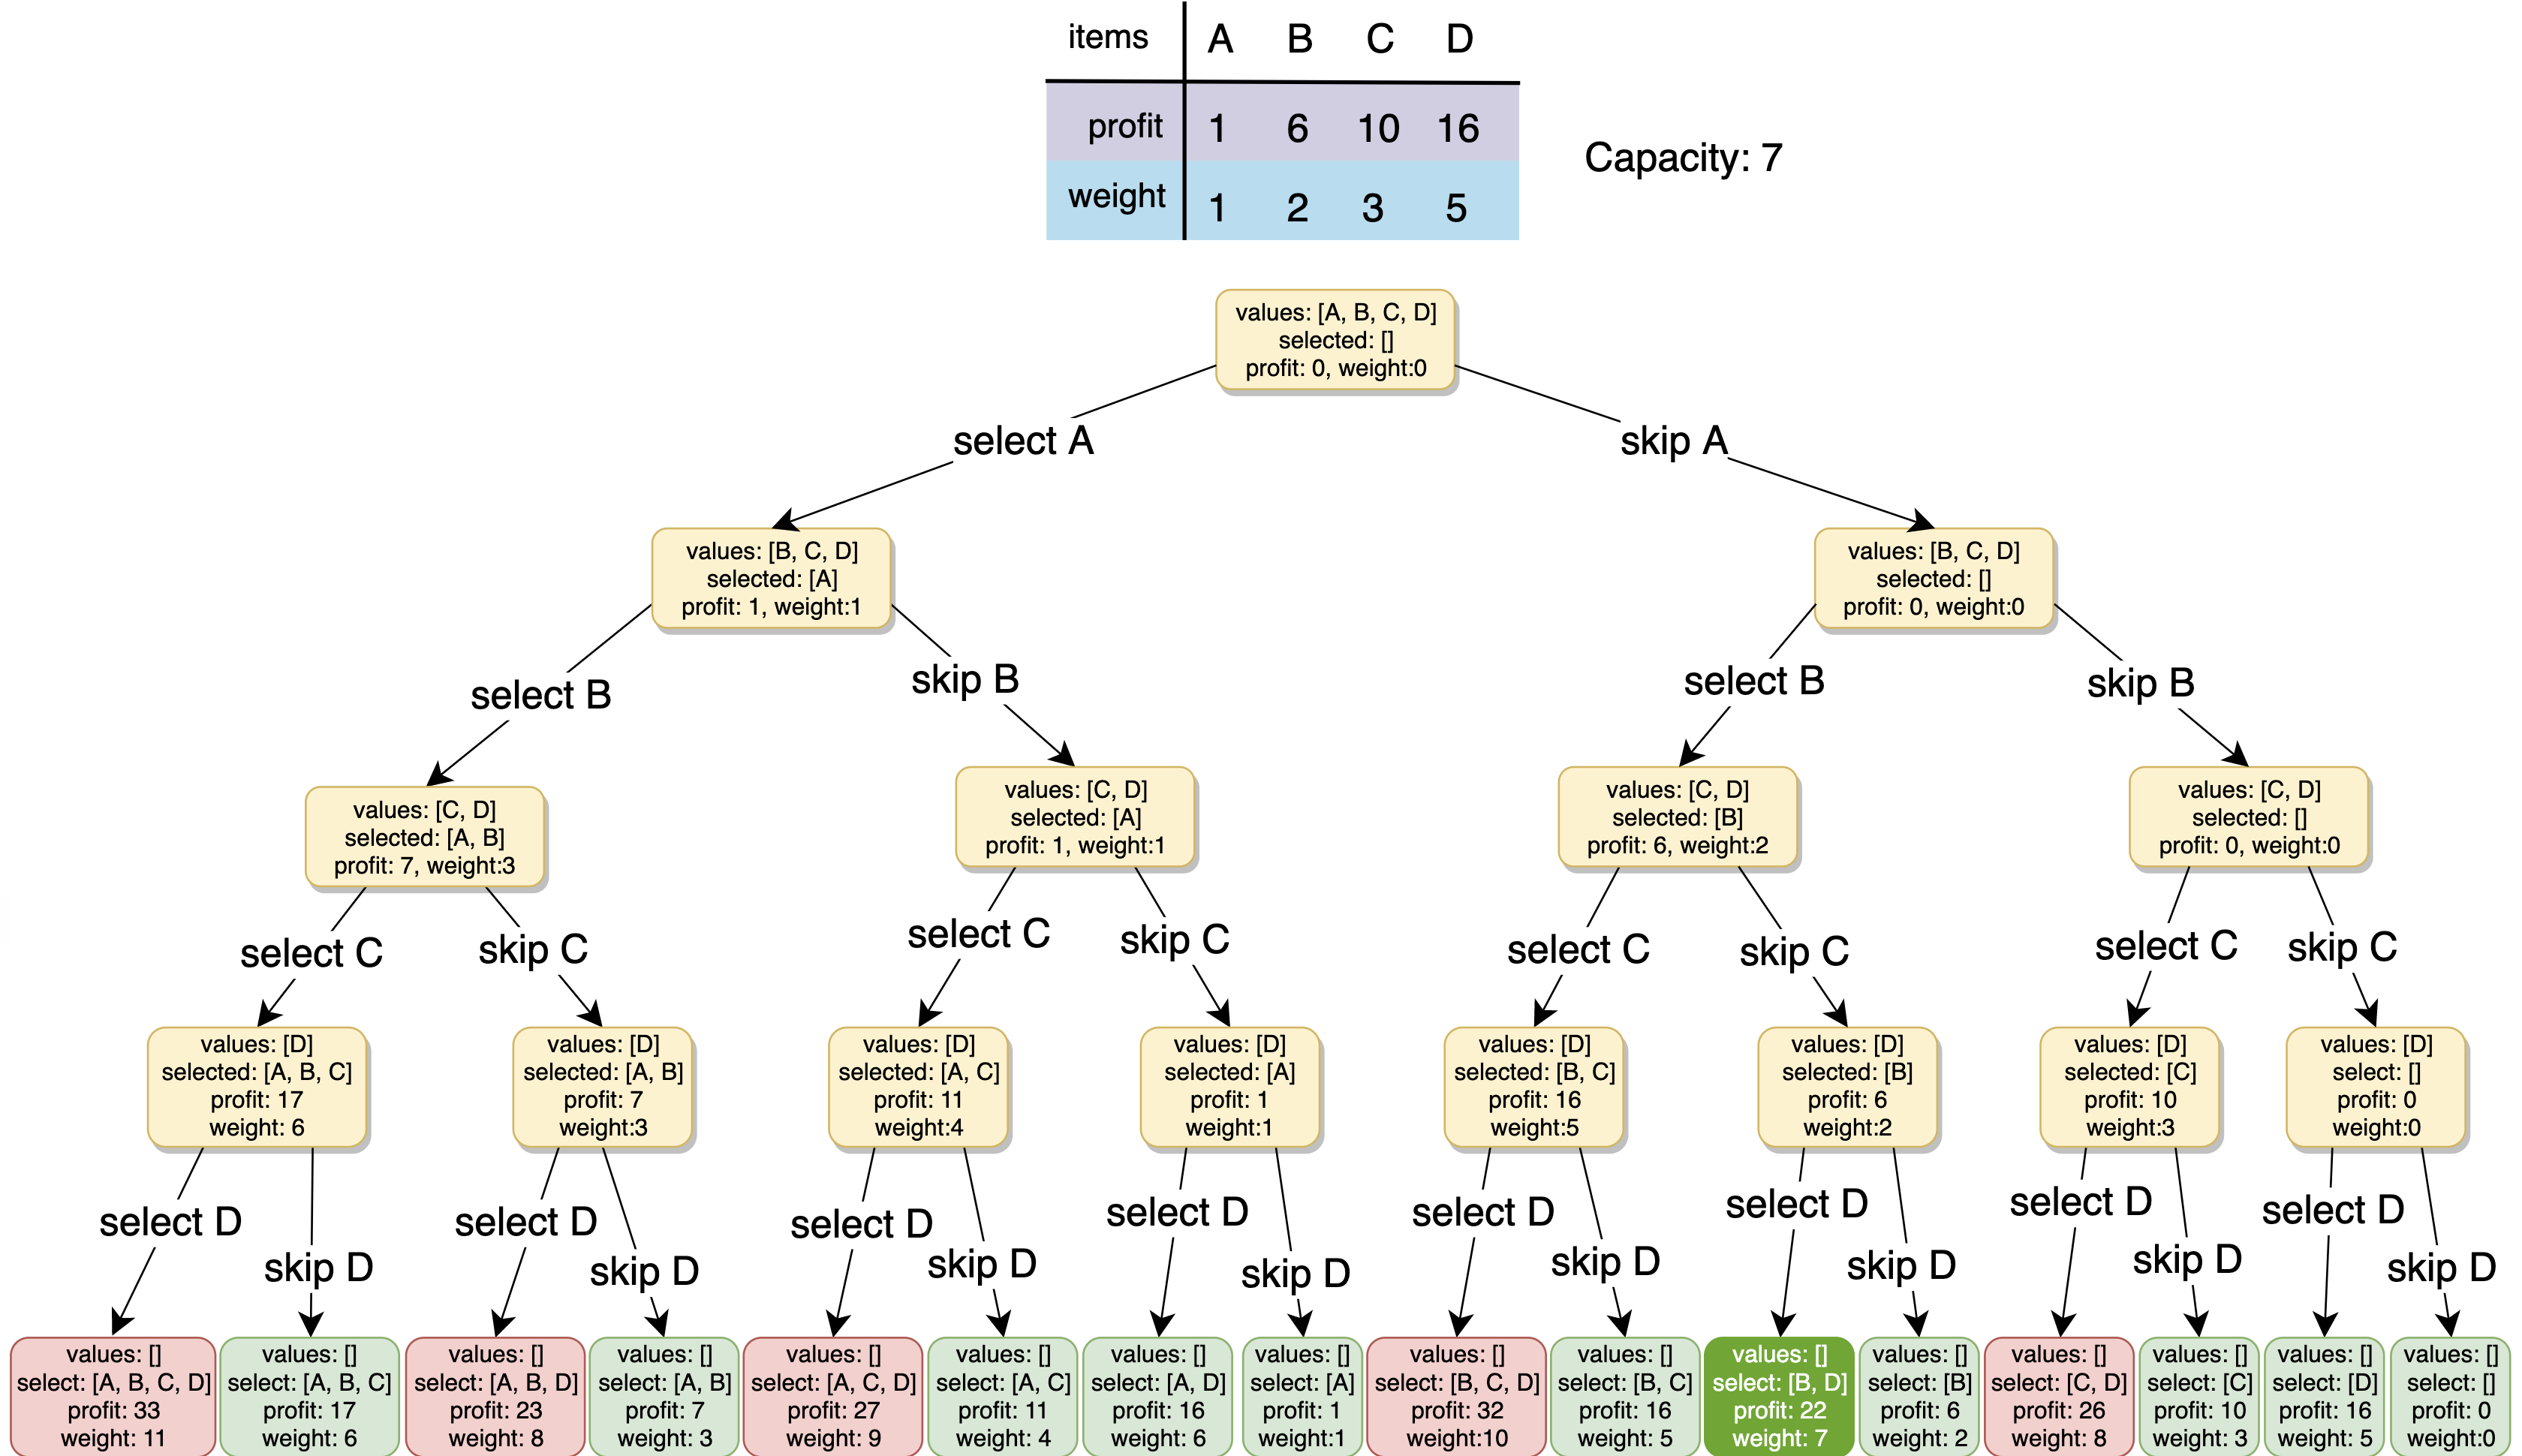 items A B C D
profit 1 6 10 16
weight 1 2 3 5
Capacity: 7
values: [A, B, C, D]
selected: []
profit: 0, weight:0
select A
skip A
values: [B, C, D]
selected: [A]
profit: 1, weight:1
values: [B, C, D]
selected: []
profit: 0, weight:0
select B
skip B
select B
skip B
values: [C, D]
selected: [A, B]
profit: 7, weight:3
values: [C, D]
selected: [A]
profit: 1, weight:1
values: [C, D]
selected: [B]
profit: 6, weight:2
values: [C, D]
selected: []
profit: 0, weight:0
select C
skip C
select C
skip C
select C
skip C
select C
skip C
values: [D]
selected: [A, B, C]
profit: 17
weight: 6
values: [D]
selected: [A, B]
profit: 7
weight:3
values: [D]
selected: [A, C]
profit: 11
weight:4
values: [D]
selected: [A]
profit: 1
weight:1
values: [D]
selected: [B, C]
profit: 16
weight:5
values: [D]
selected: [B]
profit: 6
weight:2
values: [D]
selected: [C]
profit: 10
weight:3
values: [D]
select: []
profit: 0
weight:0
select D
skip D
select D
skip D
select D
skip D
select D
skip D
select D
skip D
select D
skip D
select D
skip D
select D
skip D
values: []
select: [A, B, C, D]
profit: 33
weight: 11
values: []
select: [A, B, C]
profit: 17
weight: 6
values: []
select: [A, B, D]
profit: 23
weight: 8
values: []
select: [A, B]
profit: 7
weight: 3
values: []
select: [A, C, D]
profit: 27
weight: 9
values: []
select: [A, C]
profit: 11
weight: 4
values: []
select: [A, D]
profit: 16
weight: 6
values: []
select: [A]
profit: 1
weight:1
values: []
select: [B, C, D]
profit: 32
weight:10
values: []
select: [B, C]
profit: 16
weight: 5
values: []
select: [B, D]
profit: 22
weight: 7
values: []
select: [B]
profit: 6
weight: 2
values: []
select: [C, D]
profit: 26
weight: 8
values: []
select: [C]
profit: 10
weight: 3
values: []
select: [D]
profit: 16
weight: 5
values: []
select: []
profit: 0
weight:0